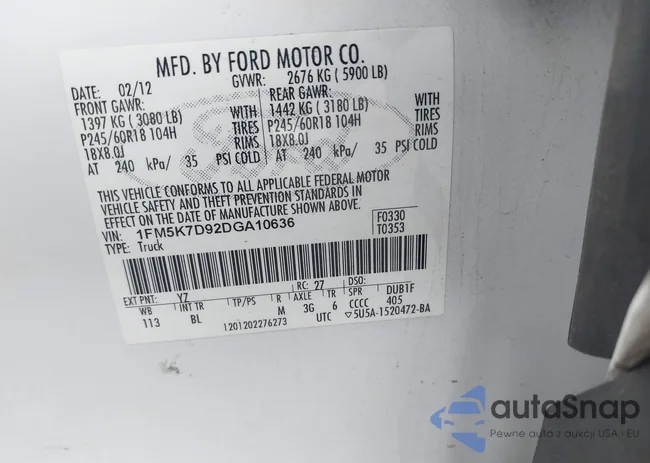 MFD. BY FORD MOTOR CO.
DATE: 02/12 GVWR: 2676 KG ( 5900 LB)
FRONT GAWR: REAR GAWR:
1397 KG ( 3080 LB) WITH 1442 KG ( 3180 LB) WITH
P245/60R18 104H TIRES P245/60R18 104H TIRES
18X8.0J RIMS 18X8.0J RIMS
AT 240 kPa/ 35 PSI COLD AT 240 kPa/ 35 PSI COLD
Ford
THIS VEHICLE CONFORMS TO ALL APPLICABLE FEDERAL MOTOR
VEHICLE SAFETY AND THEFT PREVENTION STANDARDS IN
EFFECT ON THE DATE OF MANUFACTURE SHOWN ABOVE.
VIN: 1FM5K7D92DGA10636 F0330
TYPE: Truck T0353
EXT PNT: YZ RC: 27 DSO:
WB INT TR TP/PS R AXLE TR SPR DUB1F
113 BL M 3G 6 CCCC 405
1201202276273 UTC ▽5U5A-1520472-BA
autaSnap
Pewne auta z aukcji USA i EU